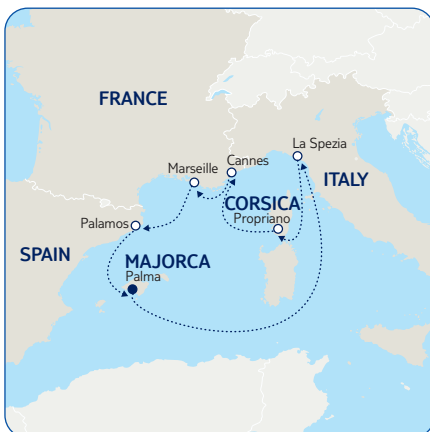 FRANCE
La Spezia
Cannes
Marseille
ITALY
CORSICA
Propriano
Palamos
SPAIN
MAJORCA
Palma